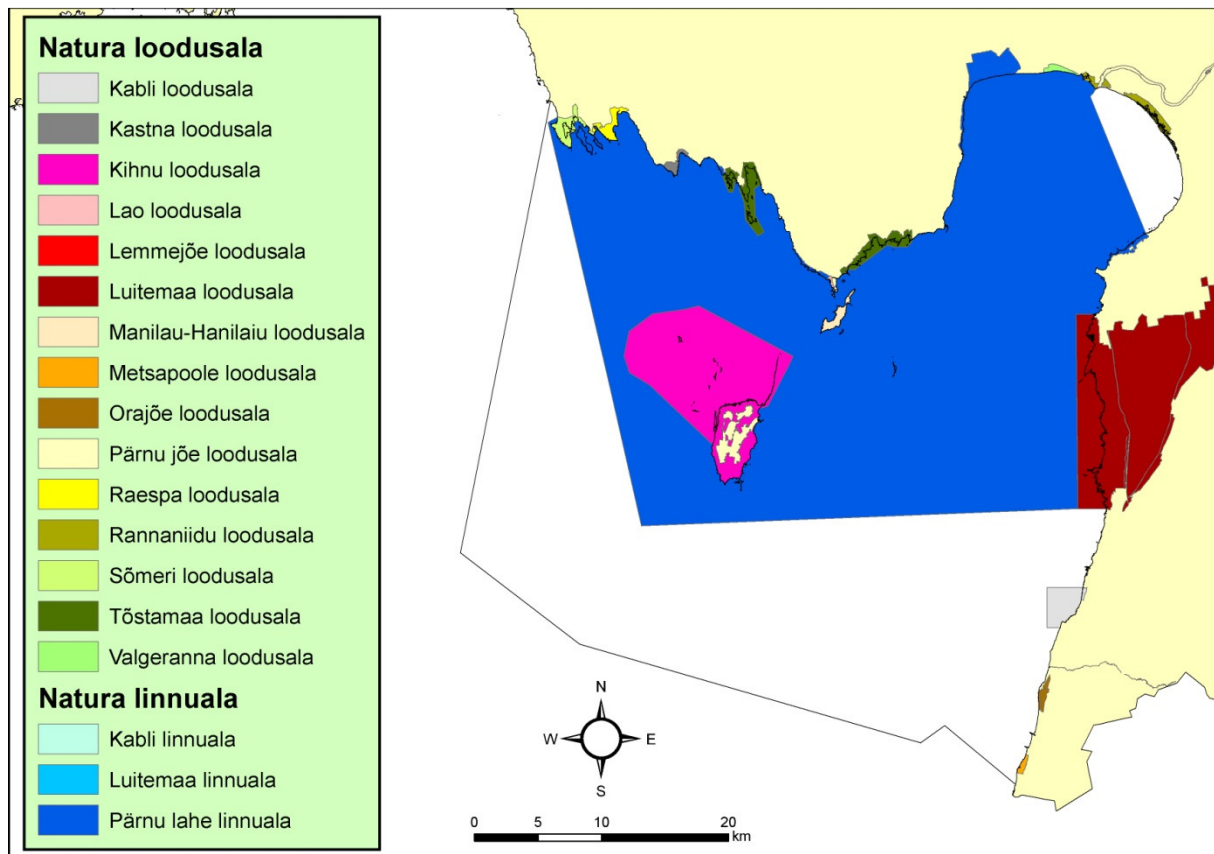 Natura loodusala
Kabli loodusala
Kastna loodusala
Kihnu loodusala
Lao loodusala
Lemmejõe loodusala
Luitemaa loodusala
Manilau-Hanilaiu loodusala
Metsapoole loodusala
Orajõe loodusala
Pärnu jõe loodusala
Raespa loodusala
Rannaniidu loodusala
Sõmeri loodusala
Tõstamaa loodusala
Valgeranna loodusala
Natura linnuala
Kabli linnuala
Luitemaa linnuala
Pärnu lahe linnuala
N
W E
S
0 5 10 20
km